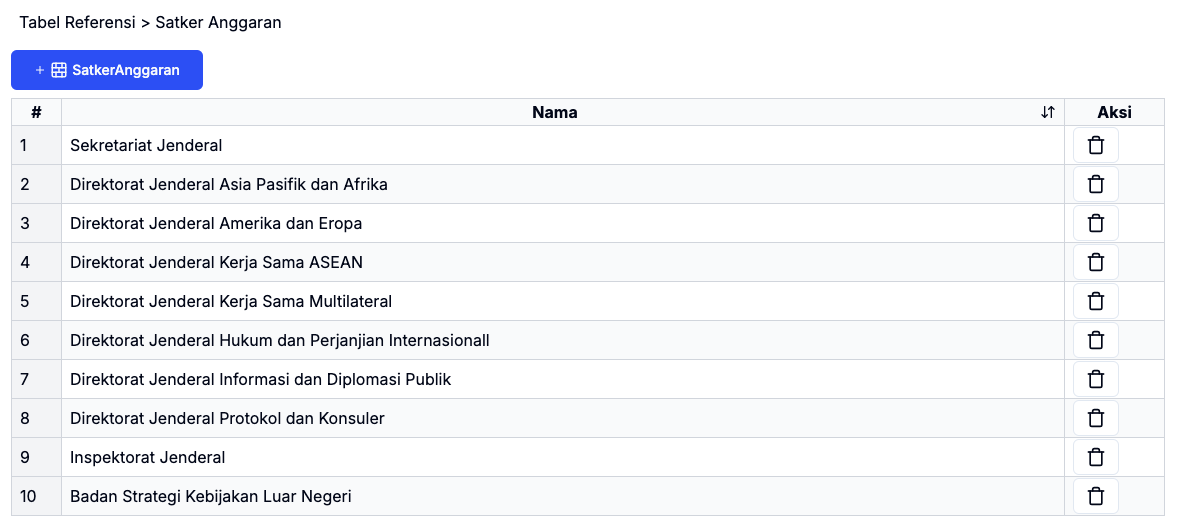 Tabel Referensi > Satker Anggaran
+ SatkerAnggaran
# Nama Aksi
1 Sekretariat Jenderal
2 Direktorat Jenderal Asia Pasifik dan Afrika
3 Direktorat Jenderal Amerika dan Eropa
4 Direktorat Jenderal Kerja Sama ASEAN
5 Direktorat Jenderal Kerja Sama Multilateral
6 Direktorat Jenderal Hukum dan Perjanjian Internasionall
7 Direktorat Jenderal Informasi dan Diplomasi Publik
8 Direktorat Jenderal Protokol dan Konsuler
9 Inspektorat Jenderal
10 Badan Strategi Kebijakan Luar Negeri